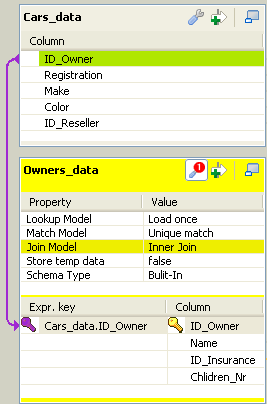 Cars_data
Column
ID_Owner
Registration
Make
Color
ID_Reseller
Owners_data
1
Property Value
Lookup Model Load once
Match Model Unique match
Join Model Inner Join
Store temp data false
Schema Type Bulit-In
Expr. key Column
Cars_data.ID_Owner ID_Owner
Name
ID_Insurance
Chlidren_Nr